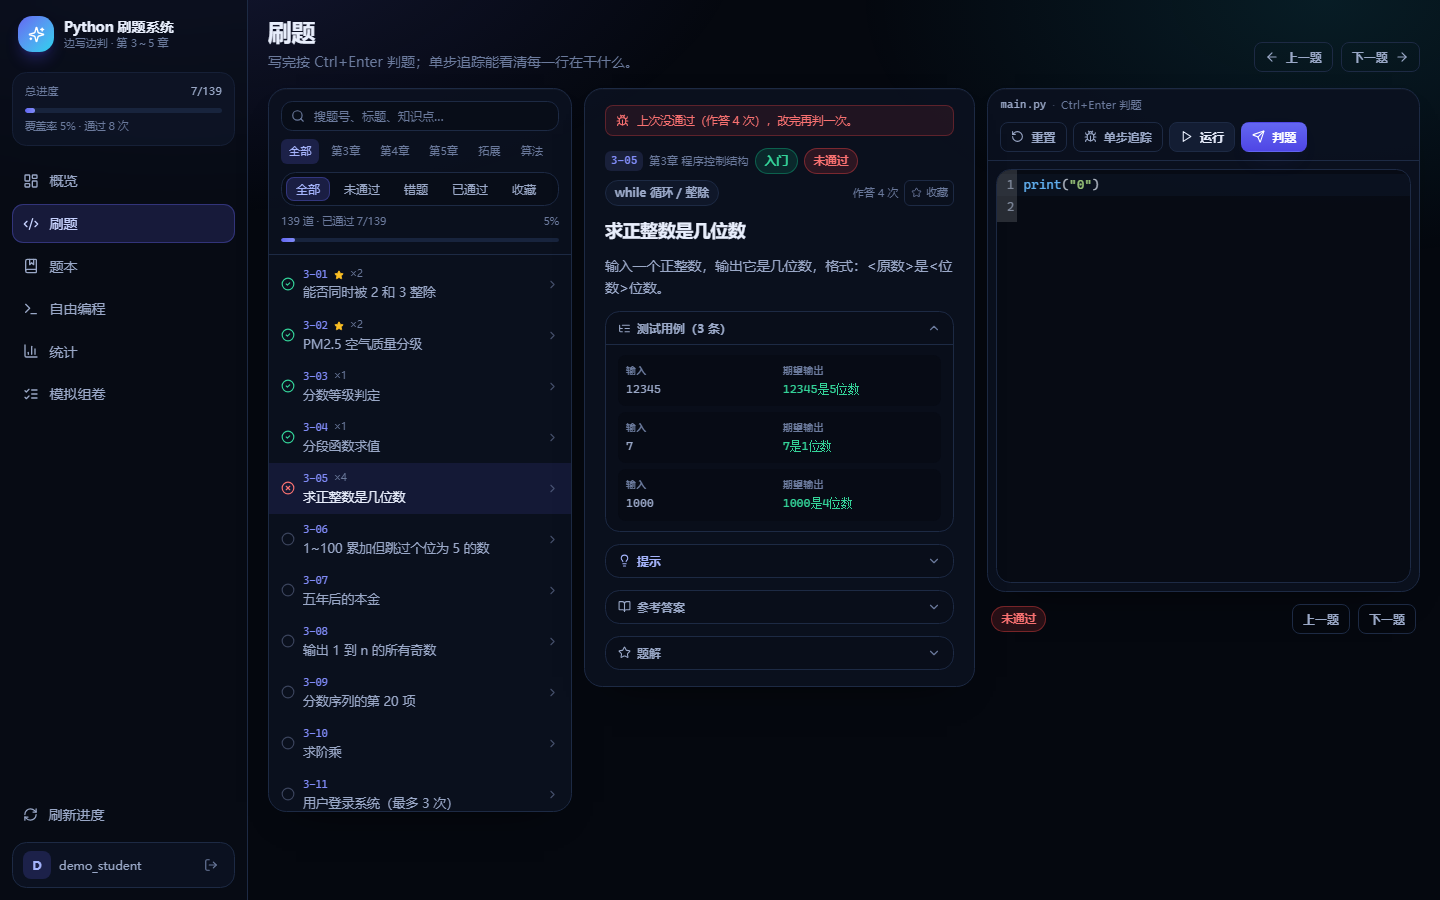 Python 刷题系统
边写边判 · 第 3 ~ 5 章
总进度 7/139
覆盖率 5% · 通过 8 次
概览
刷题
题本
自由编程
统计
模拟组卷
刷新进度
D demo_student
刷题
写完按 Ctrl+Enter 判题；单步追踪能看清每一行在干什么。
上一题 下一题
搜题号、标题、知识点...
全部 第3章 第4章 第5章 拓展 算法
全部 未通过 错题 已通过 收藏
139 道 · 已通过 7/139 5%
3-01 ×2
能否同时被 2 和 3 整除
3-02 ×2
PM2.5 空气质量分级
3-03 ×1
分数等级判定
3-04 ×1
分段函数求值
3-05 ×4
求正整数是几位数
3-06
1~100 累加但跳过个位为 5 的数
3-07
五年后的本金
3-08
输出 1 到 n 的所有奇数
3-09
分数序列的第 20 项
3-10
求阶乘
3-11
用户登录系统（最多 3 次）
上次没通过（作答 4 次），改完再判一次。
3-05 第3章 程序控制结构 入门 未通过
while 循环 / 整除 作答 4 次 收藏
求正整数是几位数
输入一个正整数，输出它是几位数，格式：<原数>是<位
数>位数。
测试用例（3 条）
输入 期望输出
12345 12345是5位数
输入 期望输出
7 7是1位数
输入 期望输出
1000 1000是4位数
提示
参考答案
题解
main.py · Ctrl+Enter 判题
重置 单步追踪 运行 判题
1 print("0")
2
未通过 上一题 下一题